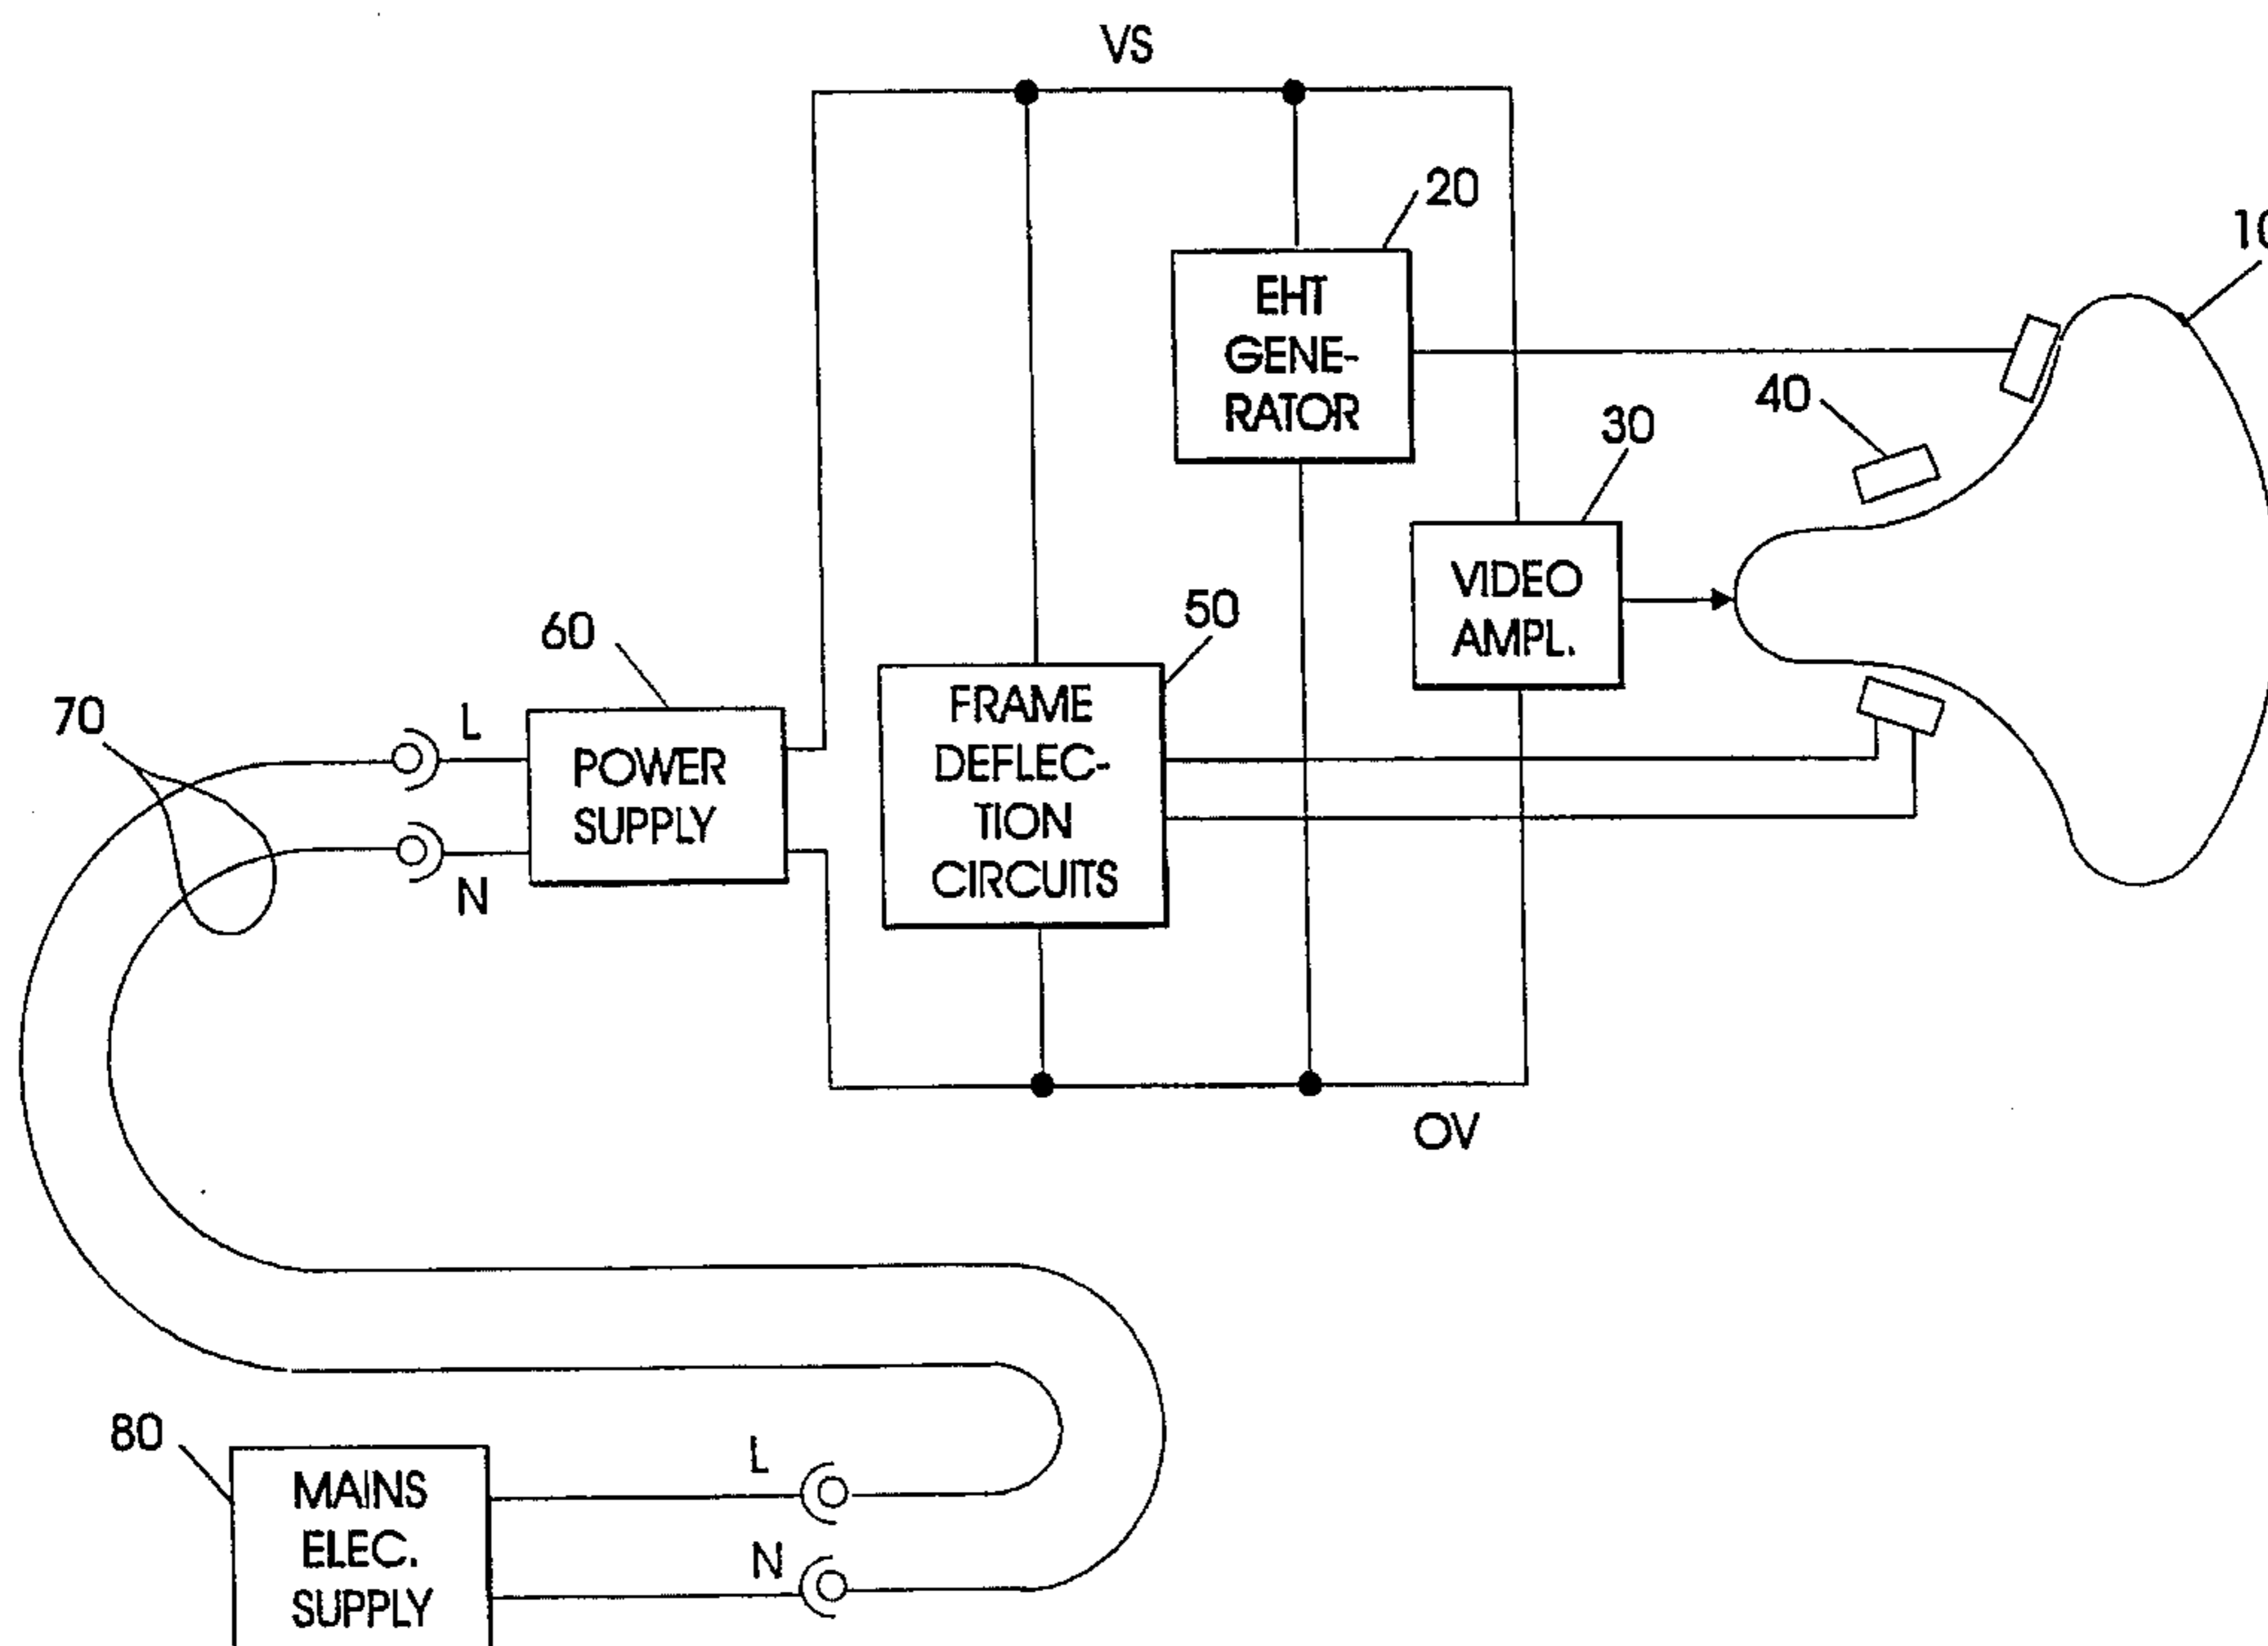 VS
20
EHT
GENE-
RATOR
10
40
30
VIDEO
AMPL.
50
FRAME
DEFLEC-
TION
CIRCUITS
60
POWER
SUPPLY
70
L
N
OV
80
MAINS
ELEC.
SUPPLY
L
N